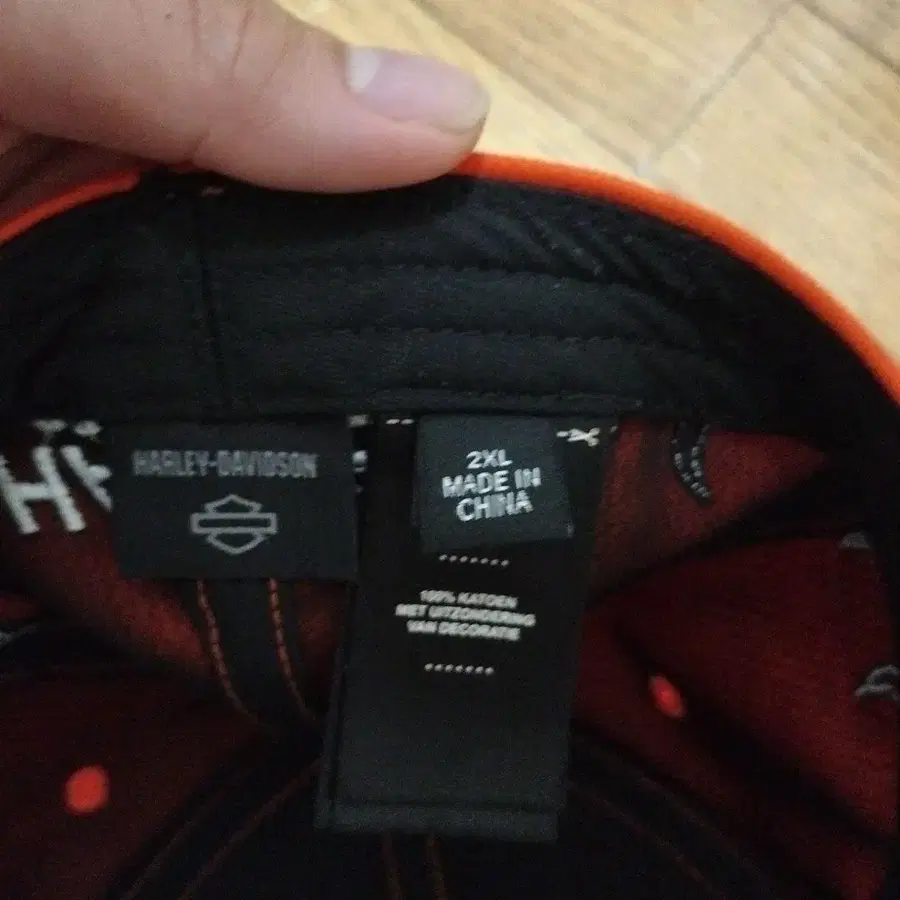 HARLEY-DAVIDSON
2XL
MADE IN
CHINA
100% KATOEN
MET UITZONDERING
VAN DECORATIE